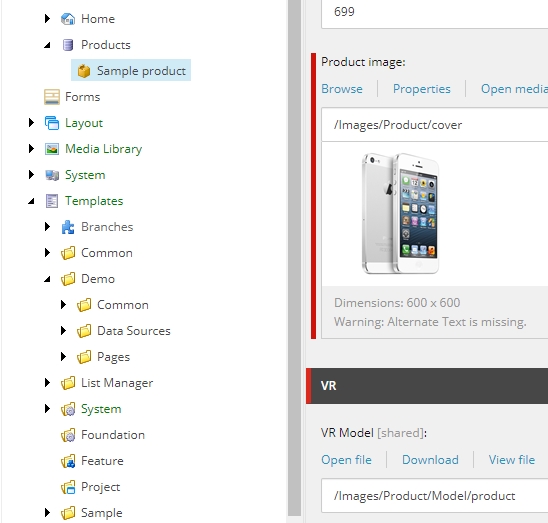 Home
Products
Sample product
Forms
Layout
Media Library
System
Templates
Branches
Common
Demo
Common
Data Sources
Pages
List Manager
System
Foundation
Feature
Project
Sample
699
Product image:
Browse Properties Open media
/Images/Product/cover
Dimensions: 600 x 600
Warning: Alternate Text is missing.
VR
VR Model [shared]:
Open file Download View file
/Images/Product/Model/product